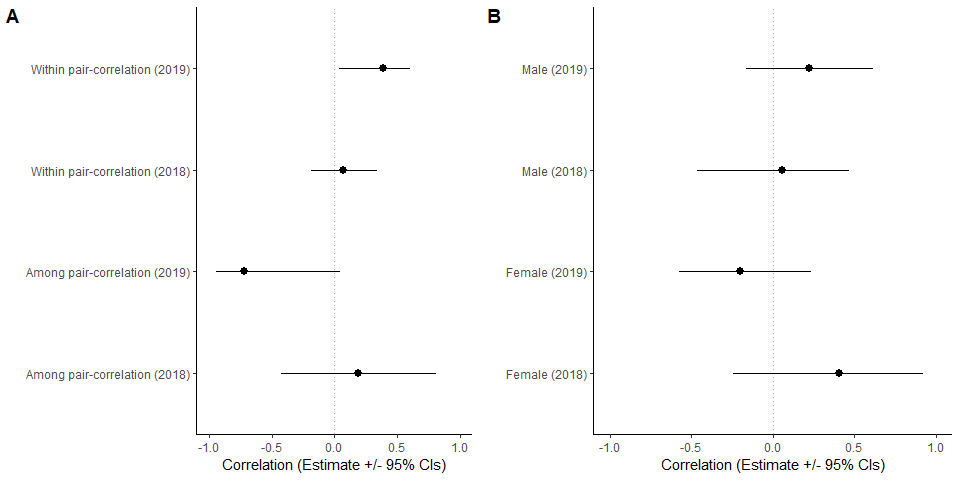 A
Within pair-correlation (2019)
Within pair-correlation (2018)
Among pair-correlation (2019)
Among pair-correlation (2018)
-1.0 -0.5 0.0 0.5 1.0
Correlation (Estimate +/- 95% CIs)
B
Male (2019)
Male (2018)
Female (2019)
Female (2018)
-1.0 -0.5 0.0 0.5 1.0
Correlation (Estimate +/- 95% CIs)